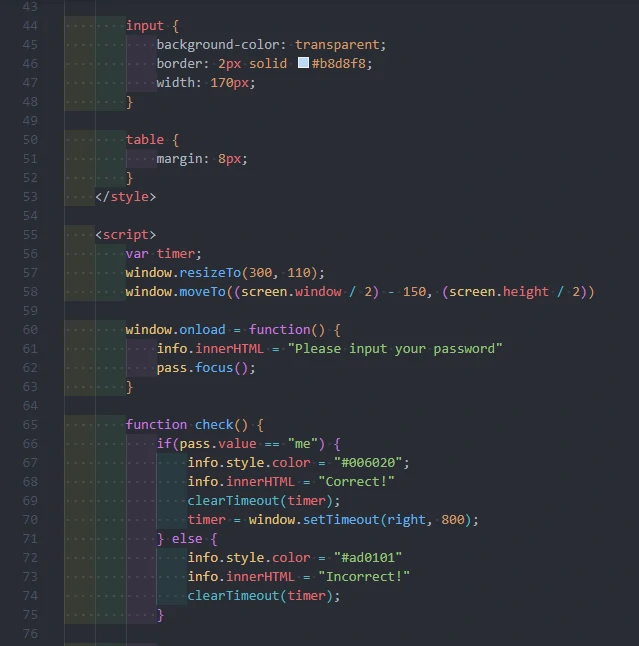 43
44 input {
45 background-color: transparent;
46 border: 2px solid #b8d8f8;
47 width: 170px;
48 }
49
50 table {
51 margin: 8px;
52 }
53 </style>
54
55 <script>
56 var timer;
57 window.resizeTo(300, 110);
58 window.moveTo((screen.window / 2) - 150, (screen.height / 2))
59
60 window.onload = function() {
61 info.innerHTML = "Please input your password"
62 pass.focus();
63 }
64
65 function check() {
66 if(pass.value == "me") {
67 info.style.color = "#006020";
68 info.innerHTML = "Correct!"
69 clearTimeout(timer);
70 timer = window.setTimeout(right, 800);
71 } else {
72 info.style.color = "#ad0101"
73 info.innerHTML = "Incorrect!"
74 clearTimeout(timer);
75 }
76